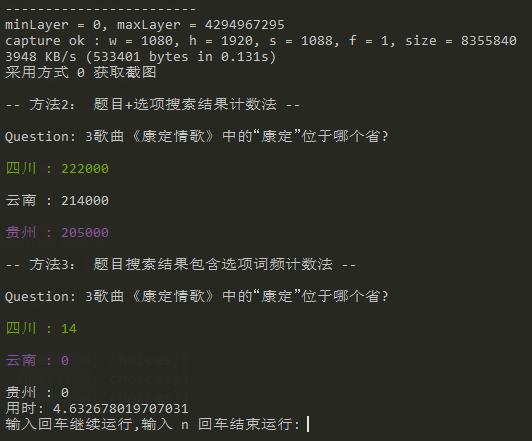 ------------------------
minLayer = 0, maxLayer = 4294967295
capture ok : w = 1080, h = 1920, s = 1088, f = 1, size = 8355840
3948 KB/s (533401 bytes in 0.131s)
采用方式 0 获取截图
-- 方法2: 题目+选项搜索结果计数法 --
Question: 3歌曲《康定情歌》中的“康定”位于哪个省?
四川 : 222000
云南 : 214000
贵州 : 205000
-- 方法3: 题目搜索结果包含选项词频计数法 --
Question: 3歌曲《康定情歌》中的“康定”位于哪个省?
四川 : 14
云南 : 0
贵州 : 0
用时: 4.632678019707031
输入回车继续运行,输入 n 回车结束运行: